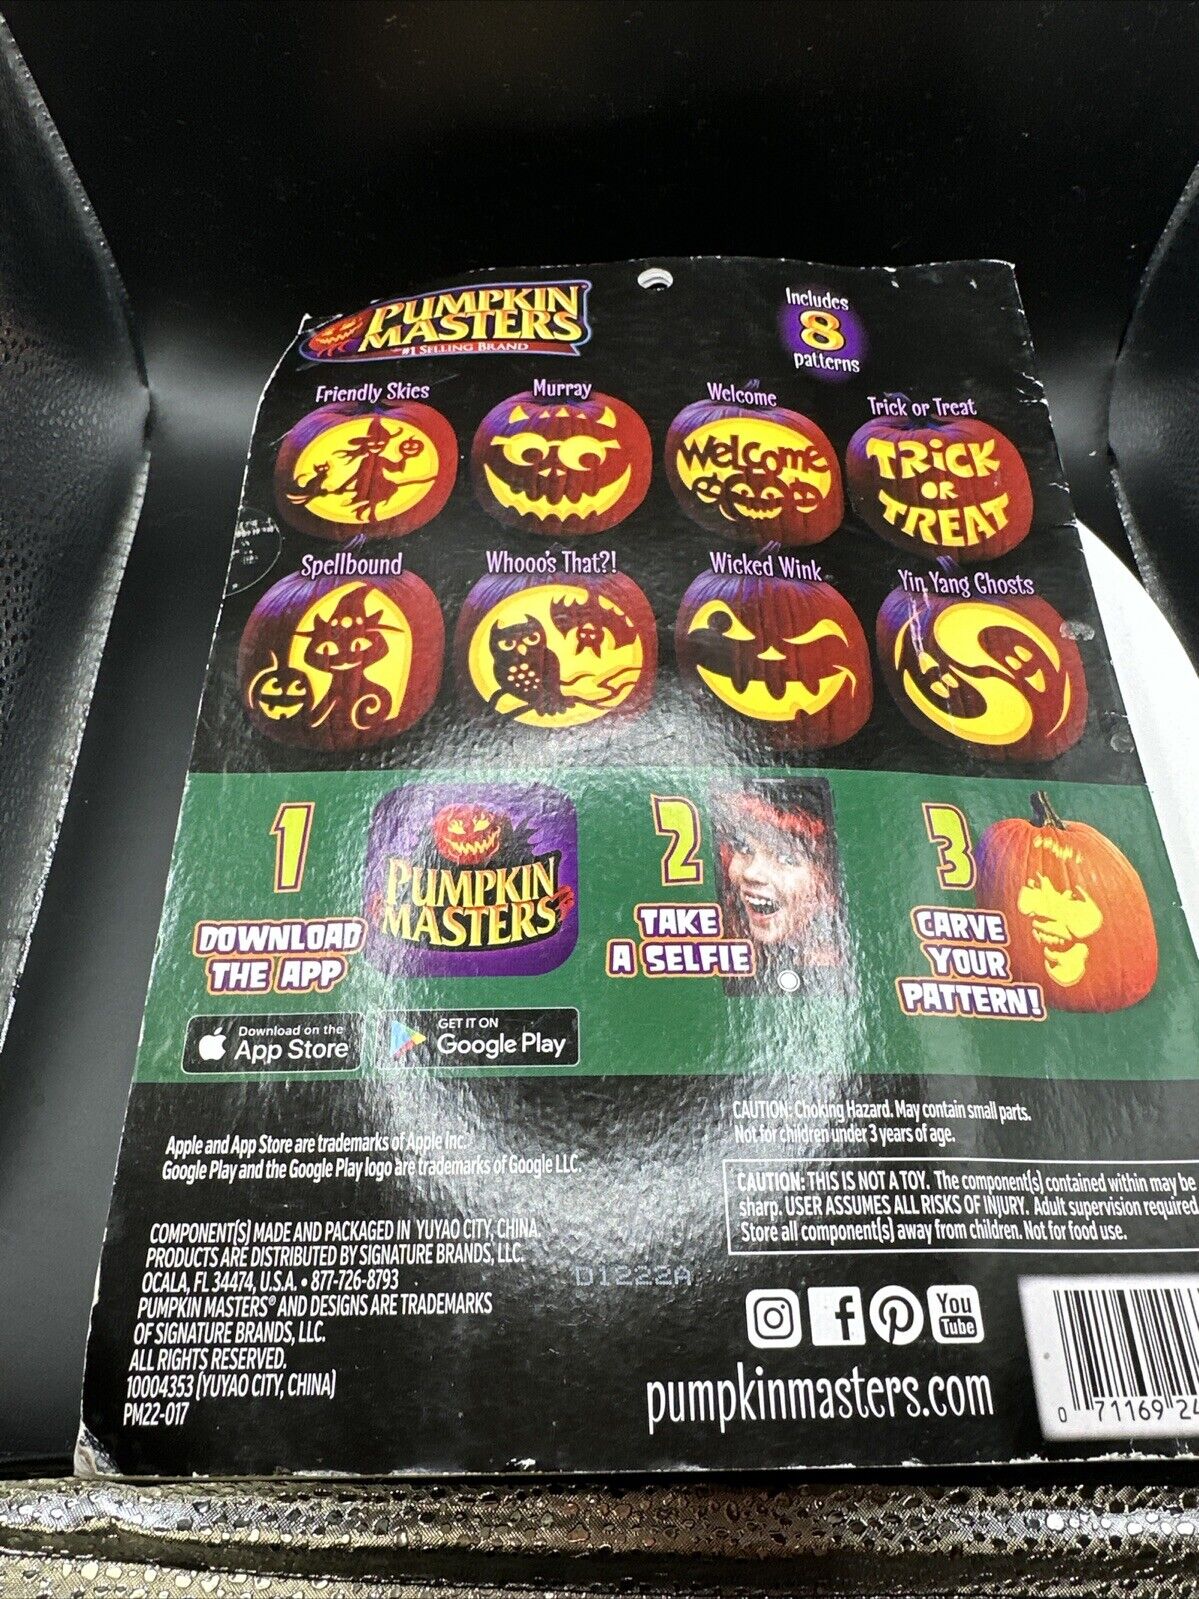 PUMPKIN
MASTERS
#1 SELLING BRAND
Includes
8
patterns
Friendly Skies
Murray
Welcome
Trick or Treat
Welcome
TRICK
OR
TREAT
Spellbound
Whooo's That?!
Wicked Wink
Yin Yang Ghosts
1
DOWNLOAD
THE APP
PUMPKIN
MASTERS
2
TAKE
A SELFIE
3
CARVE
YOUR
PATTERN!
Download on the
App Store
GET IT ON
Google Play
Apple and App Store are trademarks of Apple Inc.
Google Play and the Google Play logo are trademarks of Google LLC.
CAUTION: Choking Hazard. May contain small parts.
Not for children under 3 years of age.
CAUTION: THIS IS NOT A TOY. The component(s) contained within may be
sharp. USER ASSUMES ALL RISKS OF INJURY. Adult supervision required
Store all component(s) away from children. Not for food use.
COMPONENT(S) MADE AND PACKAGED IN YUYAO CITY, CHINA.
PRODUCTS ARE DISTRIBUTED BY SIGNATURE BRANDS, LLC.
OCALA, FL 34474, U.S.A. • 877-726-8793
PUMPKIN MASTERS® AND DESIGNS ARE TRADEMARKS
OF SIGNATURE BRANDS, LLC.
ALL RIGHTS RESERVED.
10004353 (YUYAO CITY, CHINA)
PM22-017
D1222A
You
Tube
pumpkinmasters.com
0 71169 24